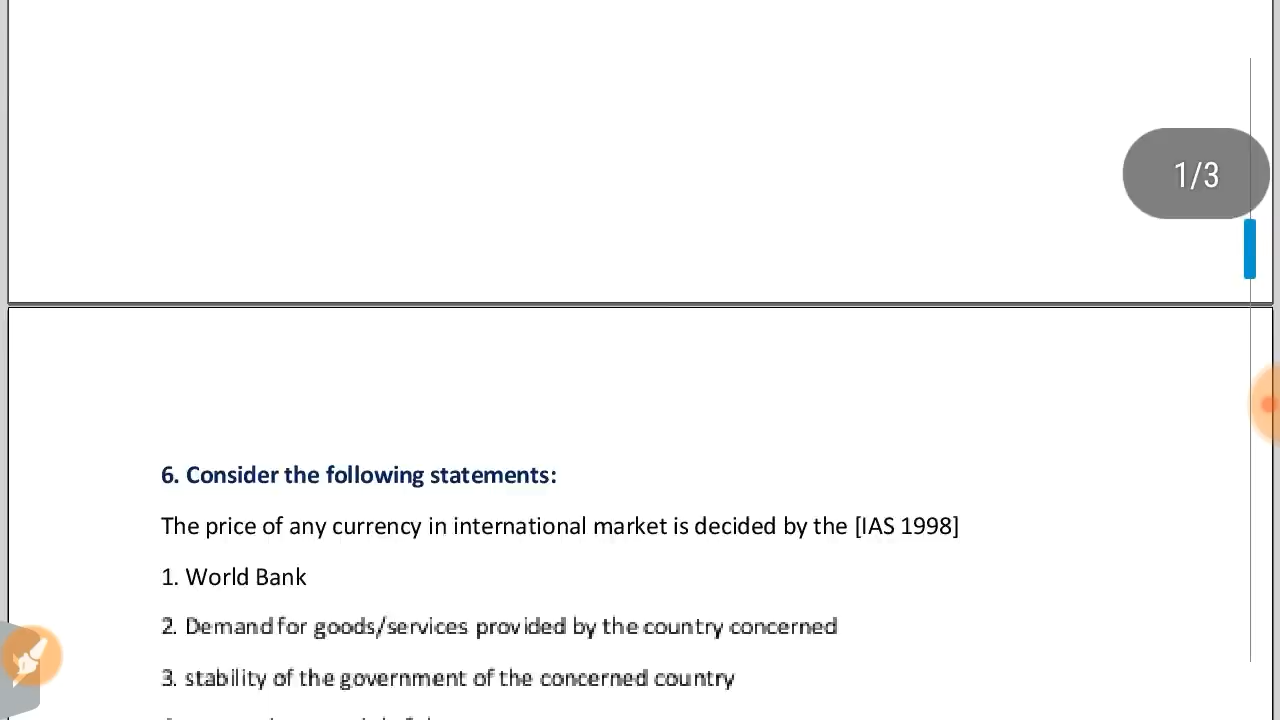 1/3
6. Consider the following statements:
The price of any currency in international market is decided by the [IAS 1998]
1. World Bank
2. Demand for goods/services provided by the country concerned
3. stability of the government of the concerned country